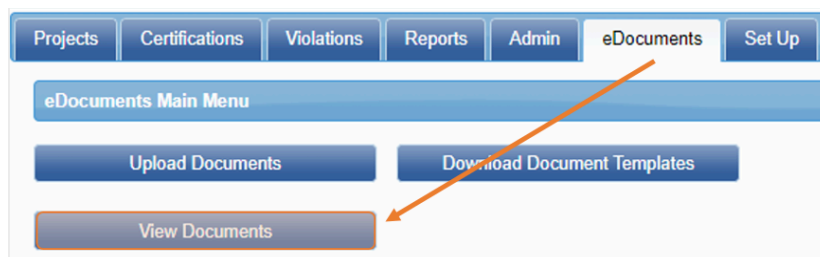 Projects Certifications Violations Reports Admin eDocuments Set Up
eDocuments Main Menu
Upload Documents Download Document Templates
View Documents